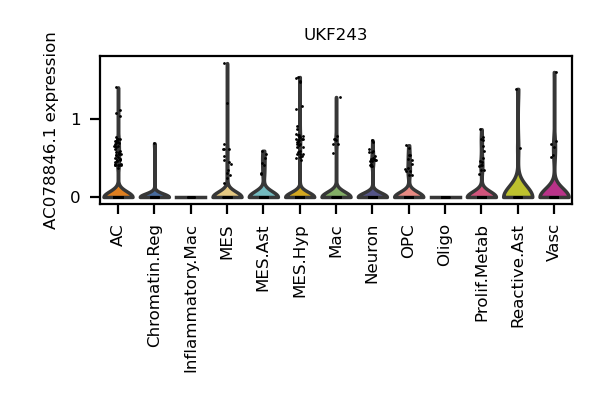 UKF243
AC078846.1 expression
1
0
AC
Chromatin.Reg
Inflammatory.Mac
MES
MES.Ast
MES.Hyp
Mac
Neuron
OPC
Oligo
Prolif.Metab
Reactive.Ast
Vasc